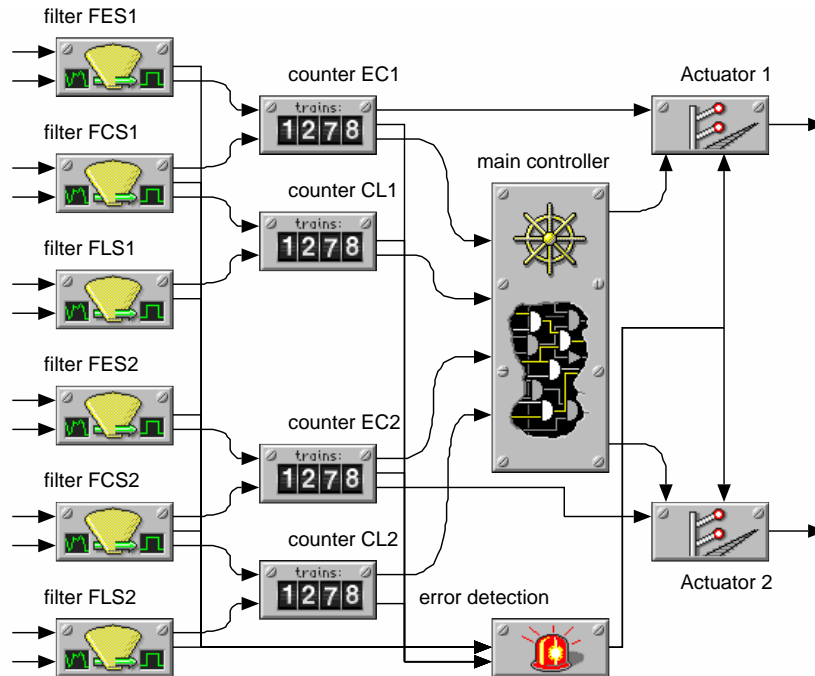 filter FES1
counter EC1
Actuator 1
trains:
1278
filter FCS1
main controller
counter CL1
trains:
1278
filter FLS1
filter FES2
counter EC2
trains:
1278
filter FCS2
counter CL2
Actuator 2
trains:
1278
filter FLS2
error detection